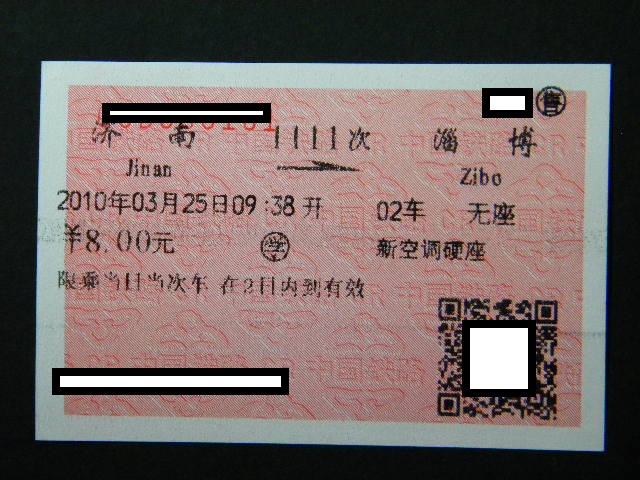 售
济南 1111次 淄博
Jinan Zibo
2010年03月25日09:38开 02车 无座
¥8.00元 学 新空调硬座
限乘当日当次车 在2日内到有效